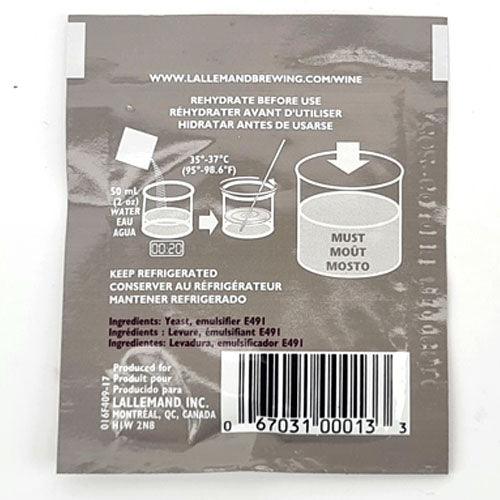 WWW.LALLEMANDBREWING.COM/WINE
REHYDRATE BEFORE USE
RÉHYDRATER AVANT D'UTILISER
HIDRATAR ANTES DE USARSE
35°-37°C
(95°-98.6°F)
50 mL
(2 oz)
WATER
EAU
AGUA
00:20
MUST
MOÛT
MOSTO
KEEP REFRIGERATED
CONSERVER AU RÉFRIGÉRATEUR
MANTENER REFRIGERADO
Ingredients: Yeast, emulsifier E491
Ingrédients : Levure, émulsifiant E491
Ingredientes: Levadura, emulsificador E491
Produced for
Produit pour
Producido para
LALLEMAND, INC.
MONTRÉAL, QC, CANADA
H1W 2N8
016F409-17
0 67031 00013 3